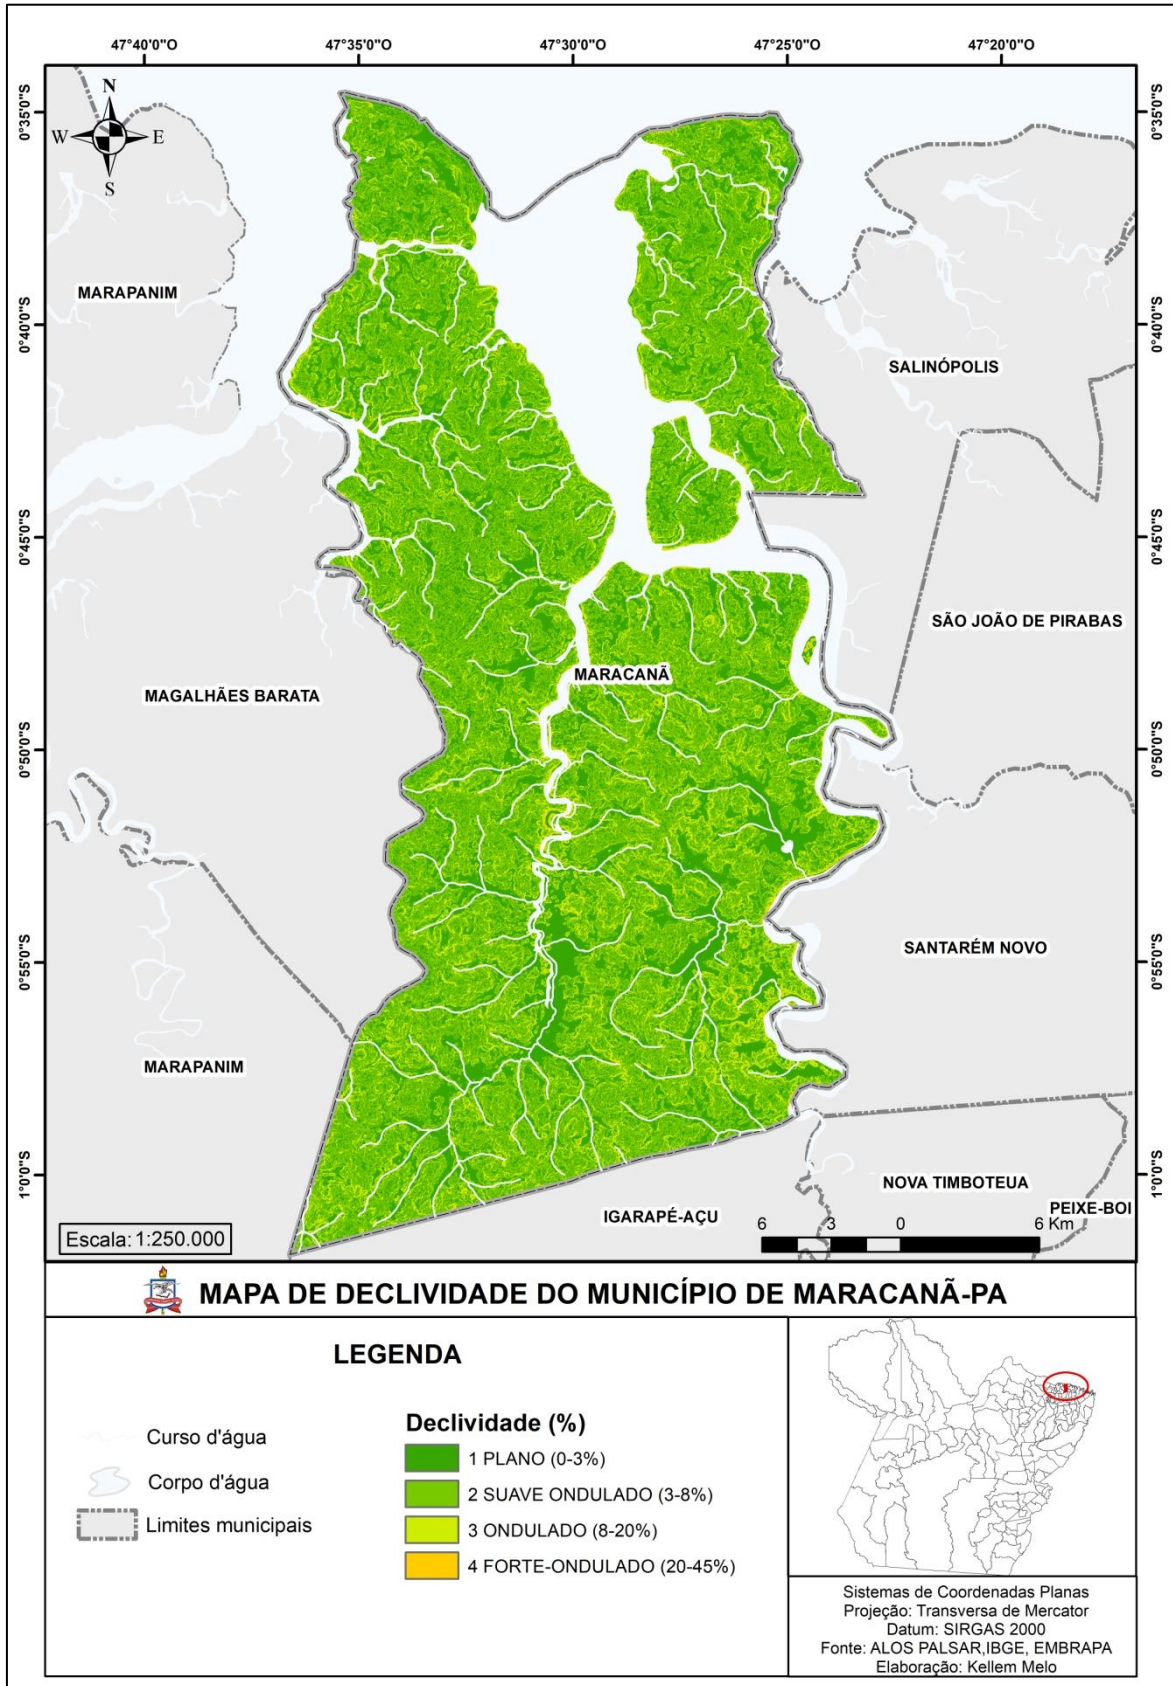 47°40'0"O
47°35'0"O
47°30'0"O
47°25'0"O
47°20'0"O
0°35'0"S
0°35'0"S
N
W
E
S
MARAPANIM
0°40'0"S
0°40'0"S
SALINÓPOLIS
0°45'0"S
0°45'0"S
SÃO JOÃO DE PIRABAS
MARACANÃ
MAGALHÃES BARATA
0°50'0"S
0°50'0"S
SANTARÉM NOVO
0°55'0"S
0°55'0"S
MARAPANIM
1°0'0"S
1°0'0"S
NOVA TIMBOTEUA
PEIXE-BOI
IGARAPÉ-AÇU
6 3 0 6 Km
Escala: 1:250.000
MAPA DE DECLIVIDADE DO MUNICÍPIO DE MARACANÃ-PA
LEGENDA
Curso d'água
Corpo d'água
Limites municipais
Declividade (%)
1 PLANO (0-3%)
2 SUAVE ONDULADO (3-8%)
3 ONDULADO (8-20%)
4 FORTE-ONDULADO (20-45%)
Sistemas de Coordenadas Planas
Projeção: Transversa de Mercator
Datum: SIRGAS 2000
Fonte: ALOS PALSAR,IBGE, EMBRAPA
Elaboração: Kellem Melo